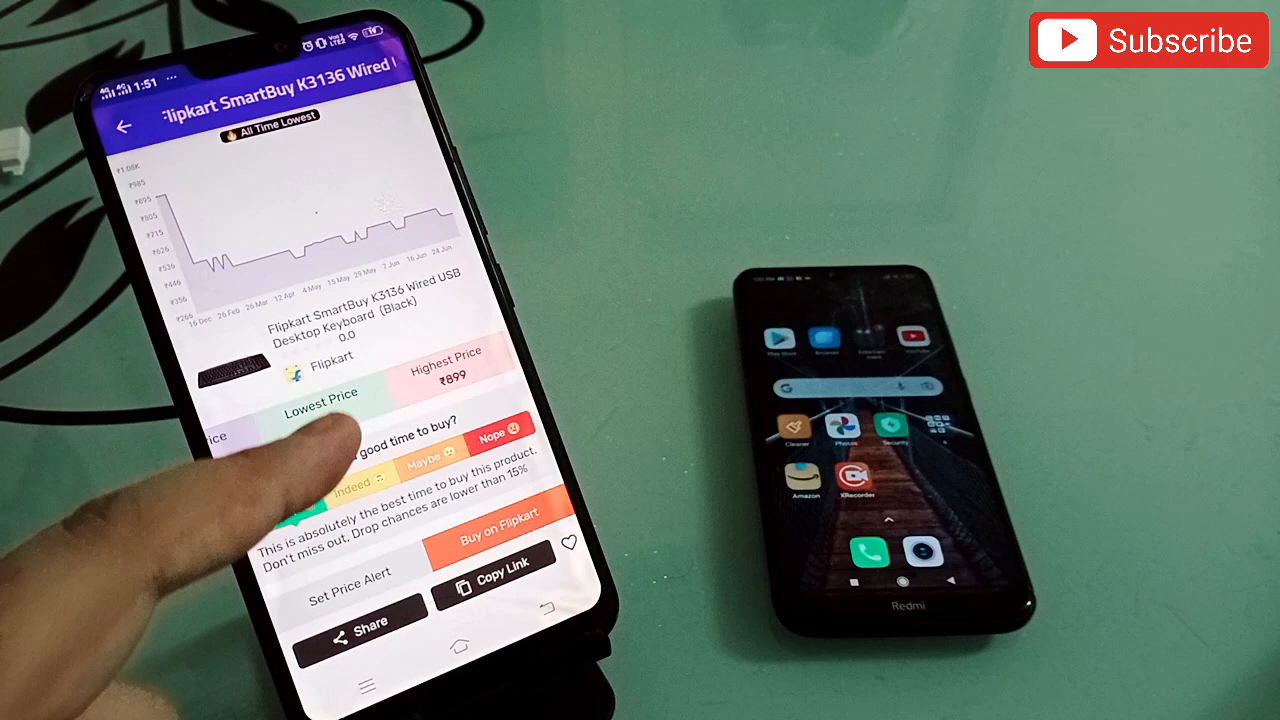 Subscribe
1:51
Flipkart SmartBuy K3136 Wired
All Time Lowest
₹1.08K
₹985
₹895
₹805
₹715
₹626
₹536
₹446
₹356
₹266
16 Dec 26 Feb 26 Mar 12 Apr 4 May 15 May 29 May 7 Jun 16 Jun 24 Jun
Flipkart SmartBuy K3136 Wired USB
Desktop Keyboard (Black)
0.0
Flipkart
ice
Lowest Price
Highest Price
₹899
good time to buy?
Indeed
Maybe
Nope
This is absolutely the best time to buy this product.
Don't miss out. Drop chances are lower than 15%
Set Price Alert
Buy on Flipkart
Share
Copy Link
Play Store
Browser
YouTube
Cleaner
Photos
Security
Amazon
XRecorder
Redmi